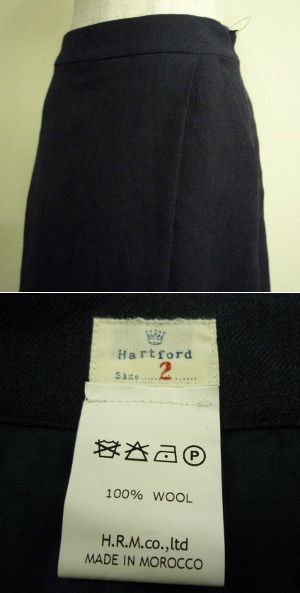 Hartford
Size 2
P
100% WOOL
H.R.M.co.,ltd
MADE IN MOROCCO